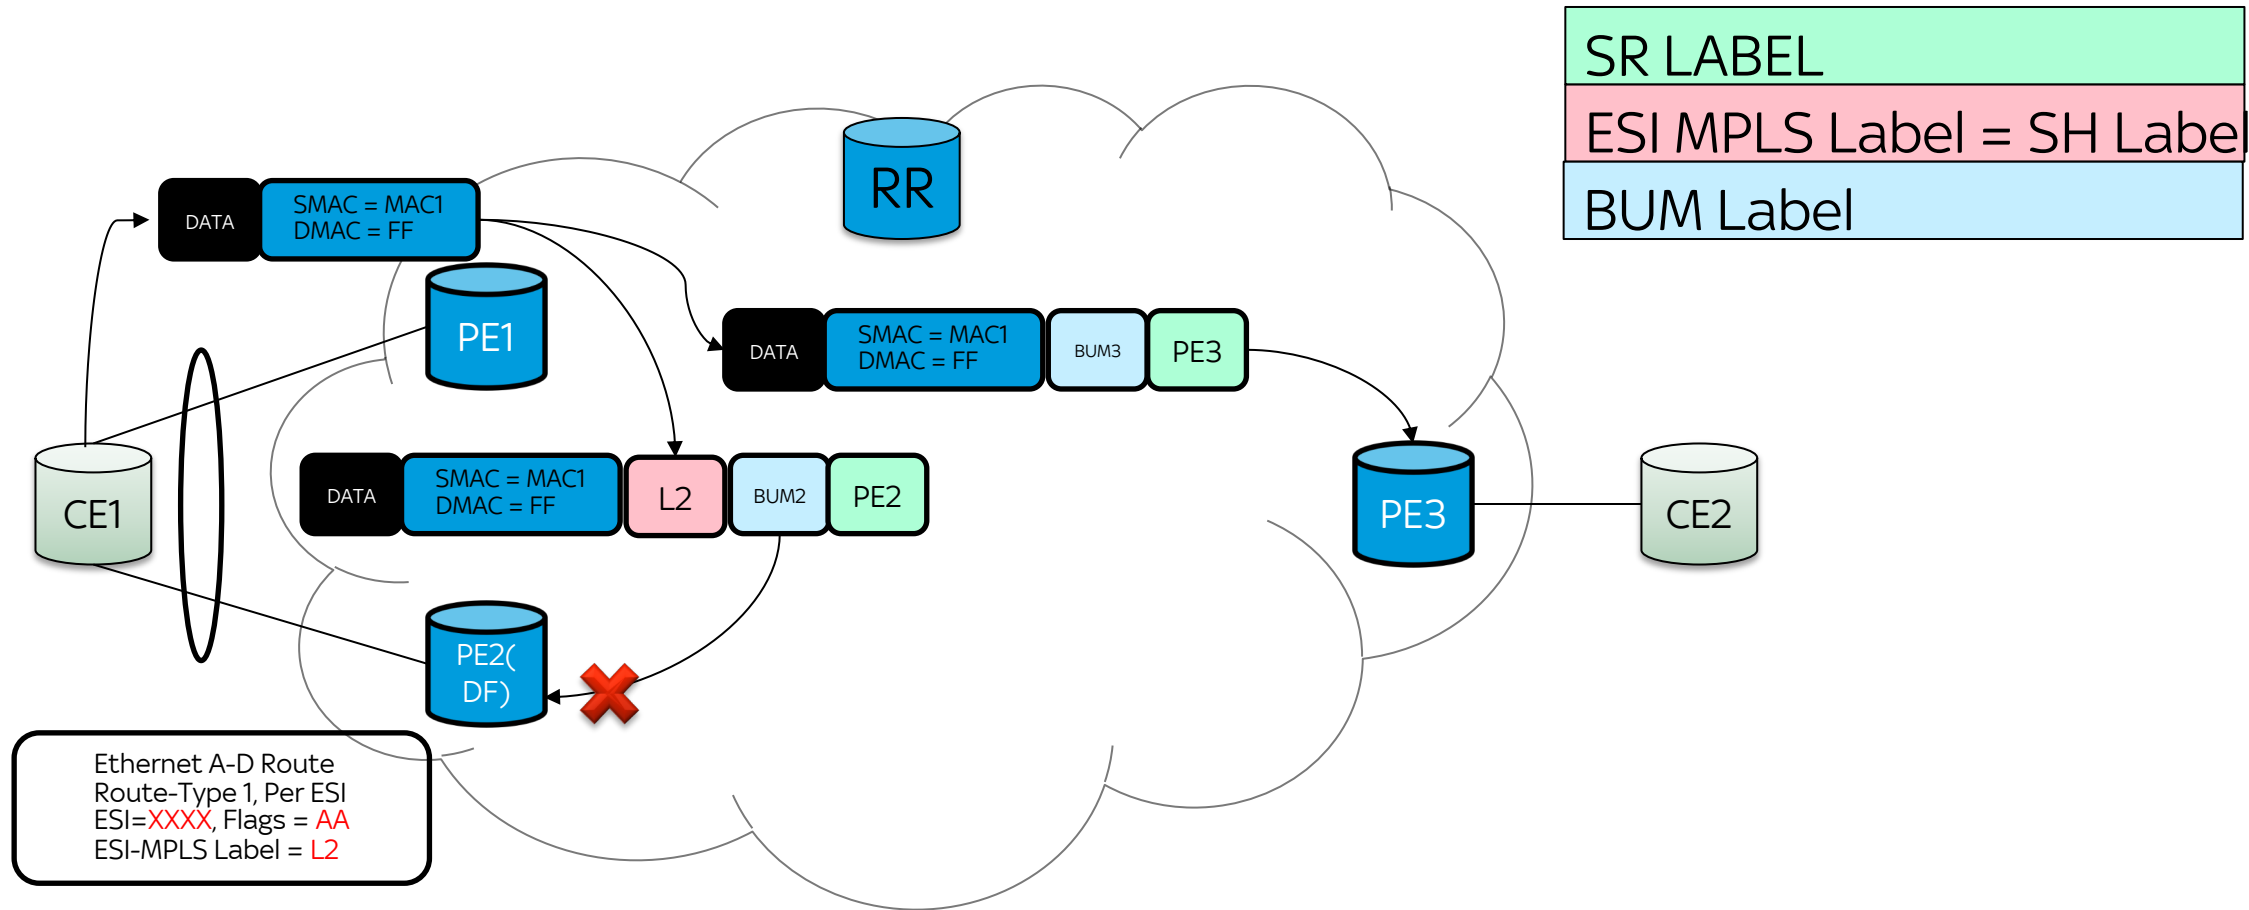 SR LABEL
ESI MPLS Label = SH Label
BUM Label
RR
DATA
SMAC = MAC1
DMAC = FF
PE1
DATA
SMAC = MAC1
DMAC = FF
BUM3
PE3
CE1
DATA
SMAC = MAC1
DMAC = FF
L2
BUM2
PE2
PE3
CE2
PE2(
DF)
Ethernet A-D Route
Route-Type 1, Per ESI
ESI=XXXX, Flags = AA
ESI-MPLS Label = L2